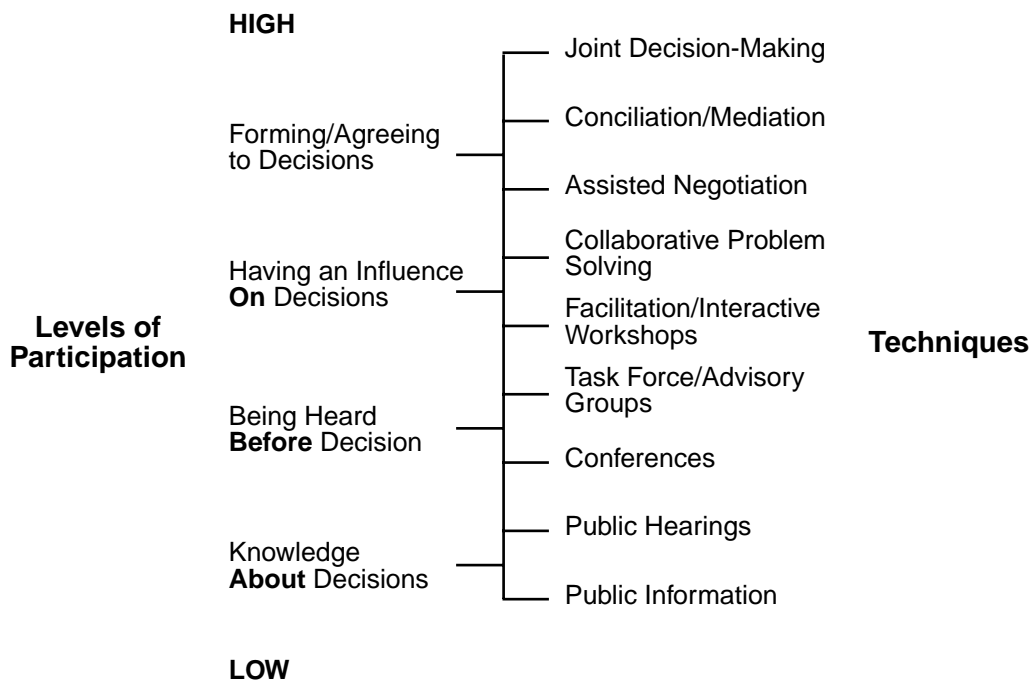 HIGH
Levels of
Participation
Forming/Agreeing
to Decisions
Having an Influence
On Decisions
Being Heard
Before Decision
Knowledge
About Decisions
LOW
Joint Decision-Making
Conciliation/Mediation
Assisted Negotiation
Collaborative Problem
Solving
Facilitation/Interactive
Workshops
Task Force/Advisory
Groups
Conferences
Public Hearings
Public Information
Techniques